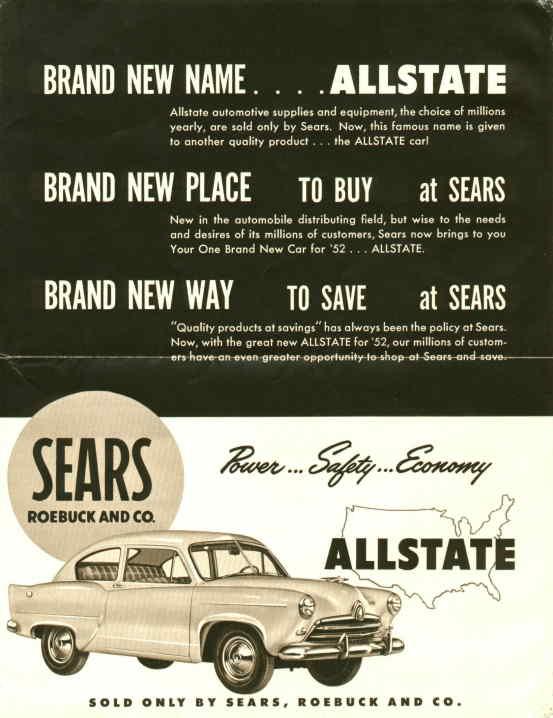 BRAND NEW NAME....ALLSTATE
Allstate automotive supplies and equipment, the choice of millions
yearly, are sold only by Sears. Now, this famous name is given
to another quality product . . . the ALLSTATE car!
BRAND NEW PLACE TO BUY at SEARS
New in the automobile distributing field, but wise to the needs
and desires of its millions of customers, Sears now brings to you
Your One Brand New Car for '52 . . . ALLSTATE.
BRAND NEW WAY TO SAVE at SEARS
"Quality products at savings" has always been the policy at Sears.
Now, with the great new ALLSTATE for '52, our millions of custom-
ers have an even greater opportunity to shop at Sears and save.
SEARS
ROEBUCK AND CO.
Power...Safety...Economy
ALLSTATE
SOLD ONLY BY SEARS, ROEBUCK AND CO.